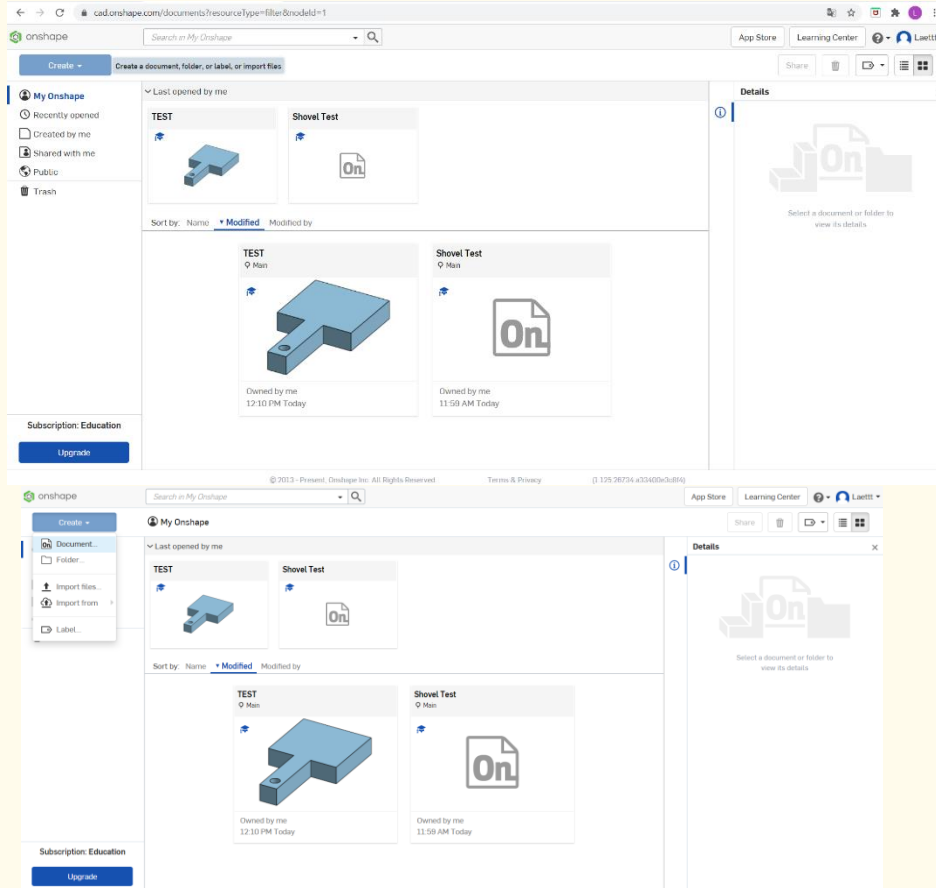 cad.onshape.com/documents?resourceType=filter&nodeId=1
onshape
Search in My Onshape
App Store
Learning Center
Laettt
Create
Create a document, folder, or label, or import files
Share
My Onshape
Recently opened
Created by me
Shared with me
Public
Trash
Last opened by me
TEST
Shovel Test
On
Sort by: Name Modified Modified by
TEST
Main
Shovel Test
Main
On
Owned by me
12:10 PM Today
Owned by me
11:59 AM Today
Details
On
Select a document or folder to
view its details
Subscription: Education
Upgrade
© 2013 - Present, Onshape Inc. All Rights Reserved
Terms & Privacy
onshape
Search in My Onshape
App Store
Learning Center
Laettt
Create
My Onshape
Share
On Document...
Folder...
Import files...
Import from
Label...
Last opened by me
TEST
Shovel Test
On
Sort by: Name Modified Modified by
TEST
Main
Shovel Test
Main
On
Owned by me
12:10 PM Today
Owned by me
11:59 AM Today
Details
On
Select a document or folder to
view its details
Subscription: Education
Upgrade